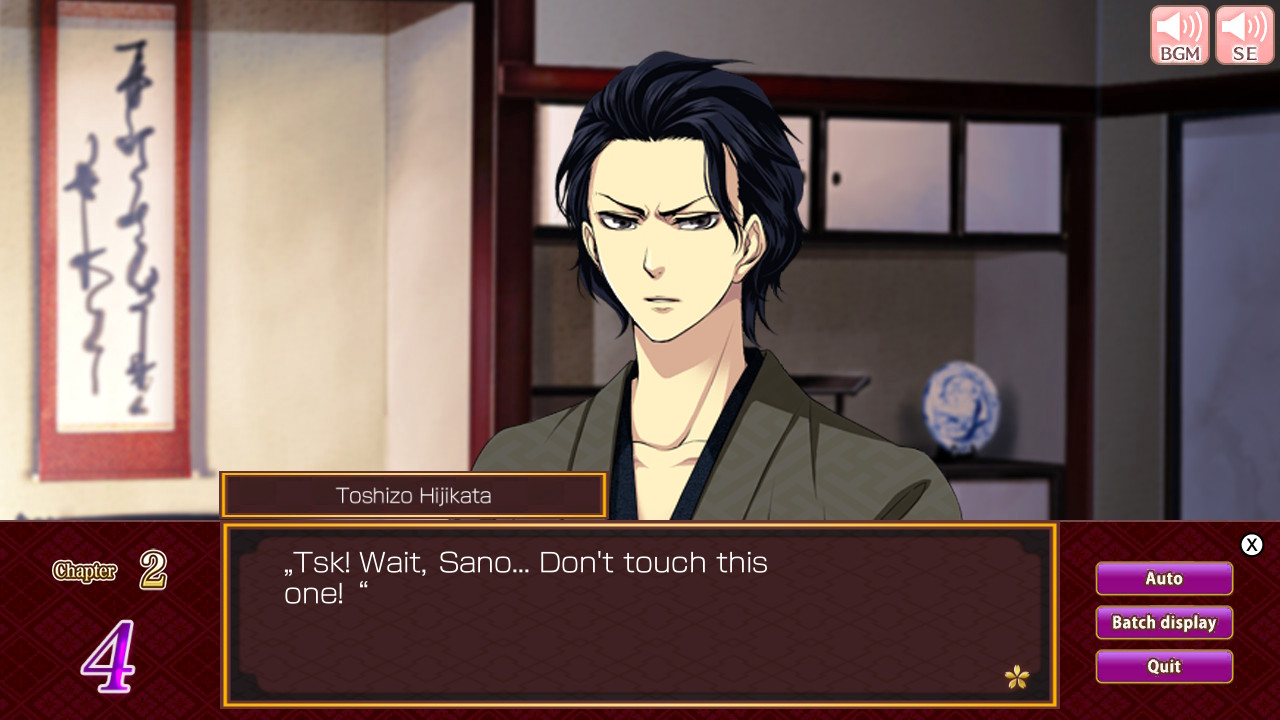 BGM
SE
Toshizo Hijikata
„Tsk! Wait, Sano... Don't touch this
one! “
Chapter 2
4
X
Auto
Batch display
Quit